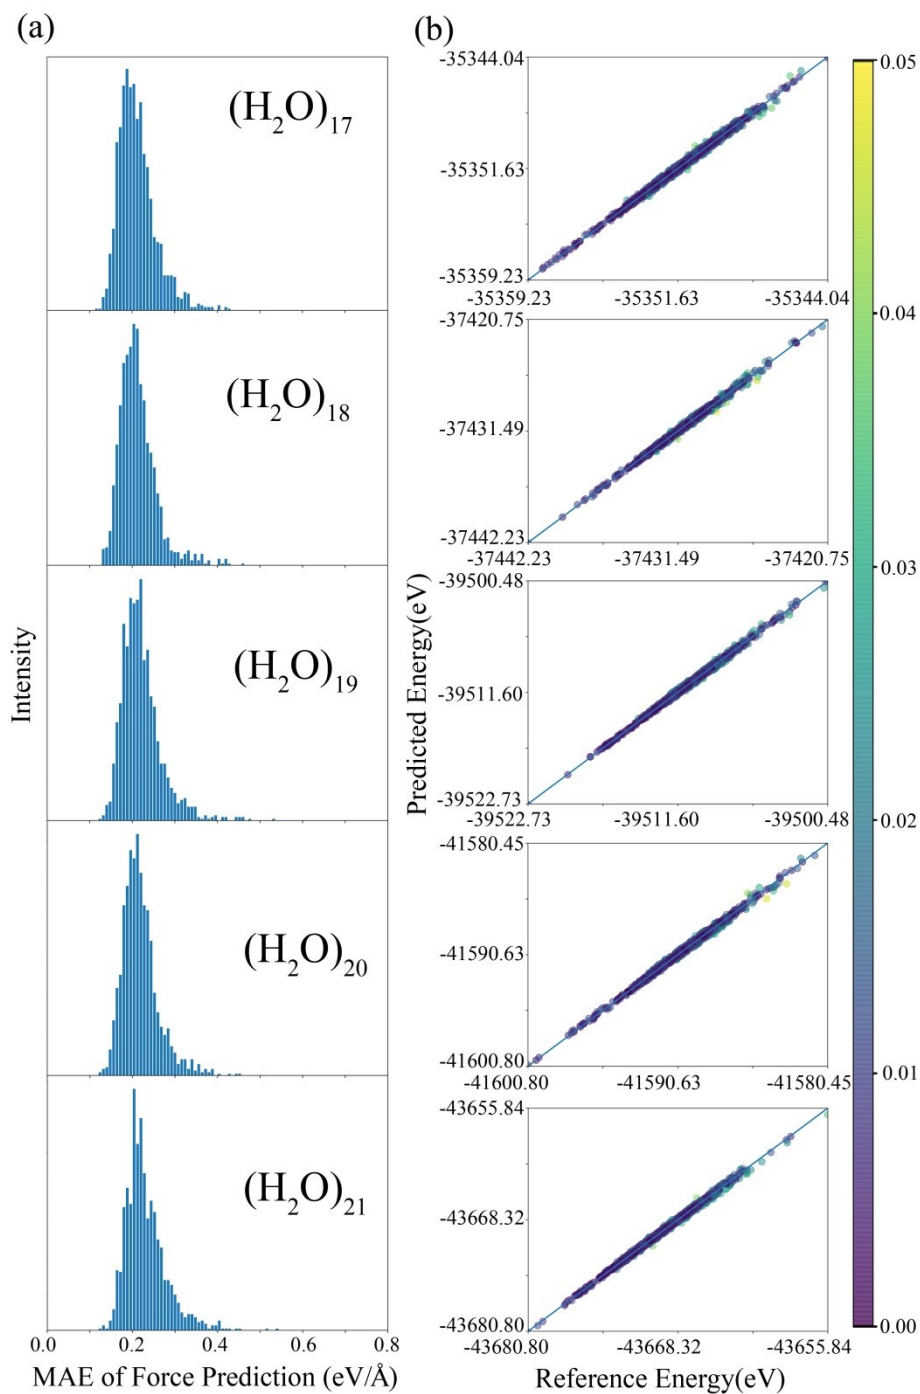 (a)
(H₂O)₁₇
(H₂O)₁₈
(H₂O)₁₉
(H₂O)₂₀
(H₂O)₂₁
Intensity
0.0 0.2 0.4 0.6 0.8
MAE of Force Prediction (eV/Å)
(b)
-35344.04
-35351.63
-35359.23
-35359.23 -35351.63 -35344.04
-37420.75
-37431.49
-37442.23
-37442.23 -37431.49 -37420.75
-39500.48
-39511.60
-39522.73
-39522.73 -39511.60 -39500.48
-41580.45
-41590.63
-41600.80
-41600.80 -41590.63 -41580.45
-43655.84
-43668.32
-43680.80
-43680.80 -43668.32 -43655.84
Predicted Energy(eV)
Reference Energy(eV)
0.05
0.04
0.03
0.02
0.01
0.00